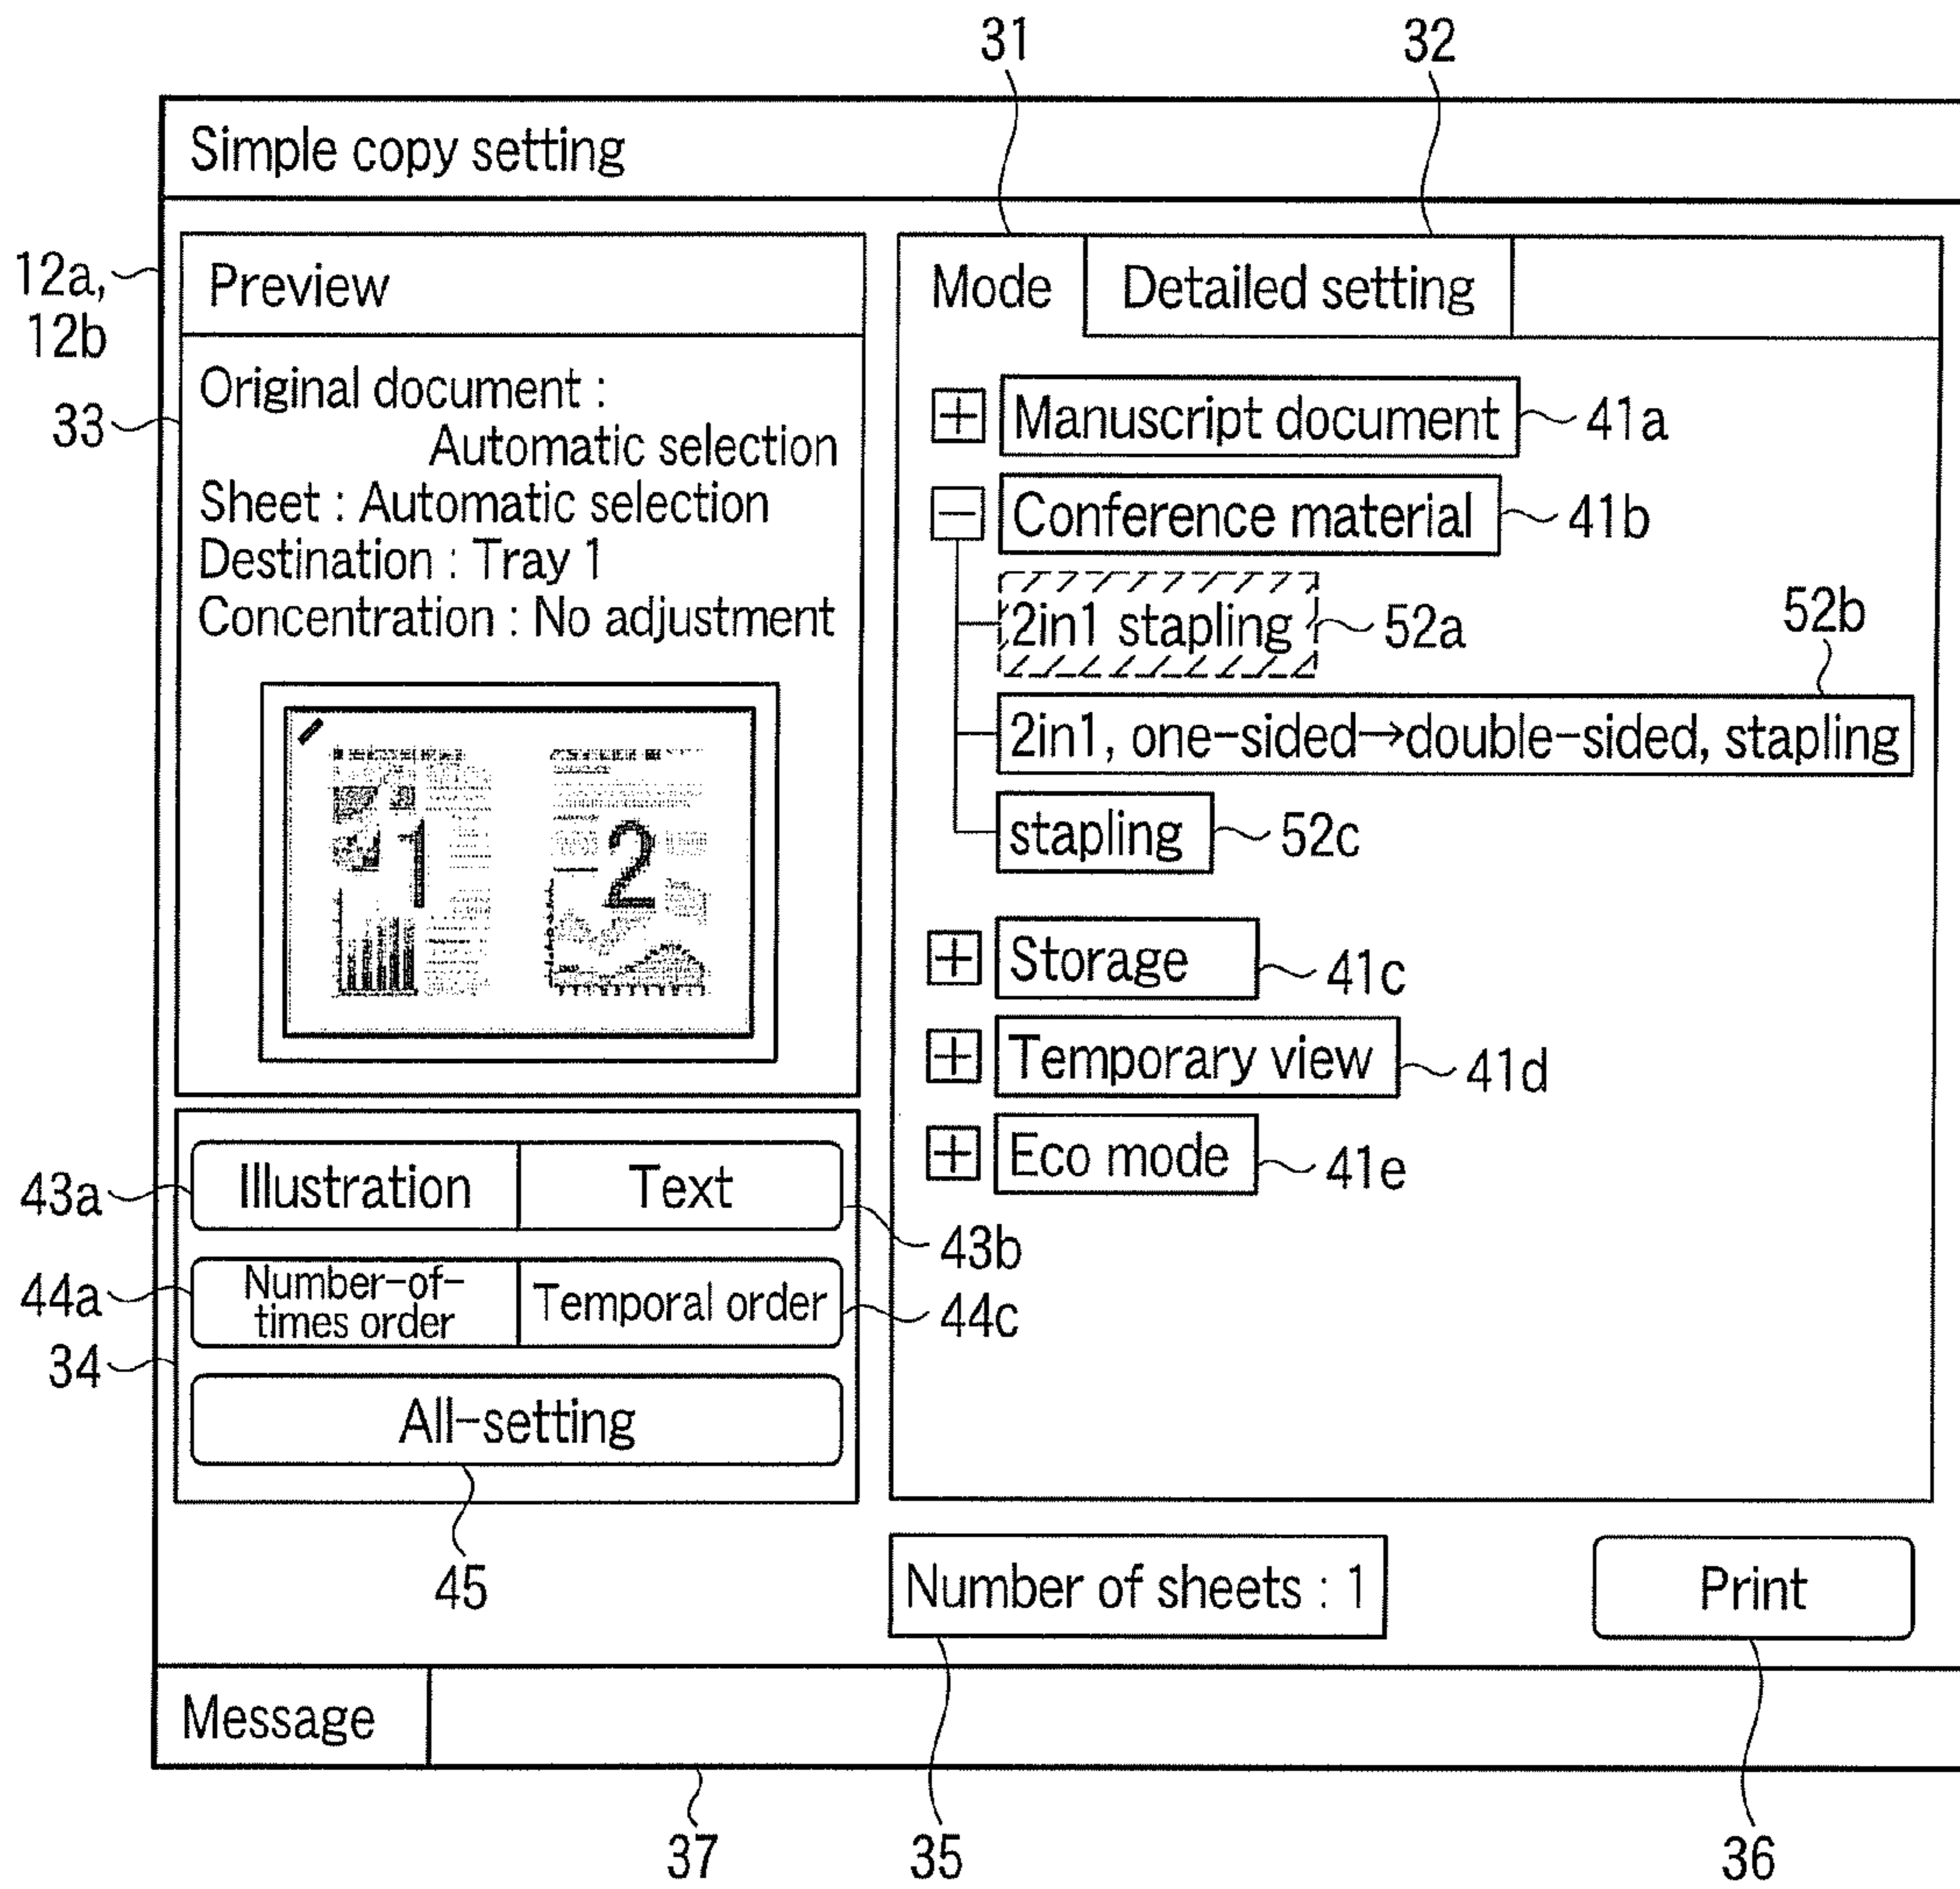 31
32
Simple copy setting
12a,
12b
Preview
Mode
Detailed setting
33
Original document :
Automatic selection
Sheet : Automatic selection
Destination : Tray 1
Concentration : No adjustment
1
2
Manuscript document
41a
Conference material
41b
2in1 stapling
52a
52b
2in1, one-sided→double-sided, stapling
stapling
52c
Storage
41c
Temporary view
41d
Eco mode
41e
43a
Illustration
Text
43b
44a
Number-of-
times order
Temporal order
44c
34
All-setting
45
Number of sheets : 1
Print
Message
37
35
36